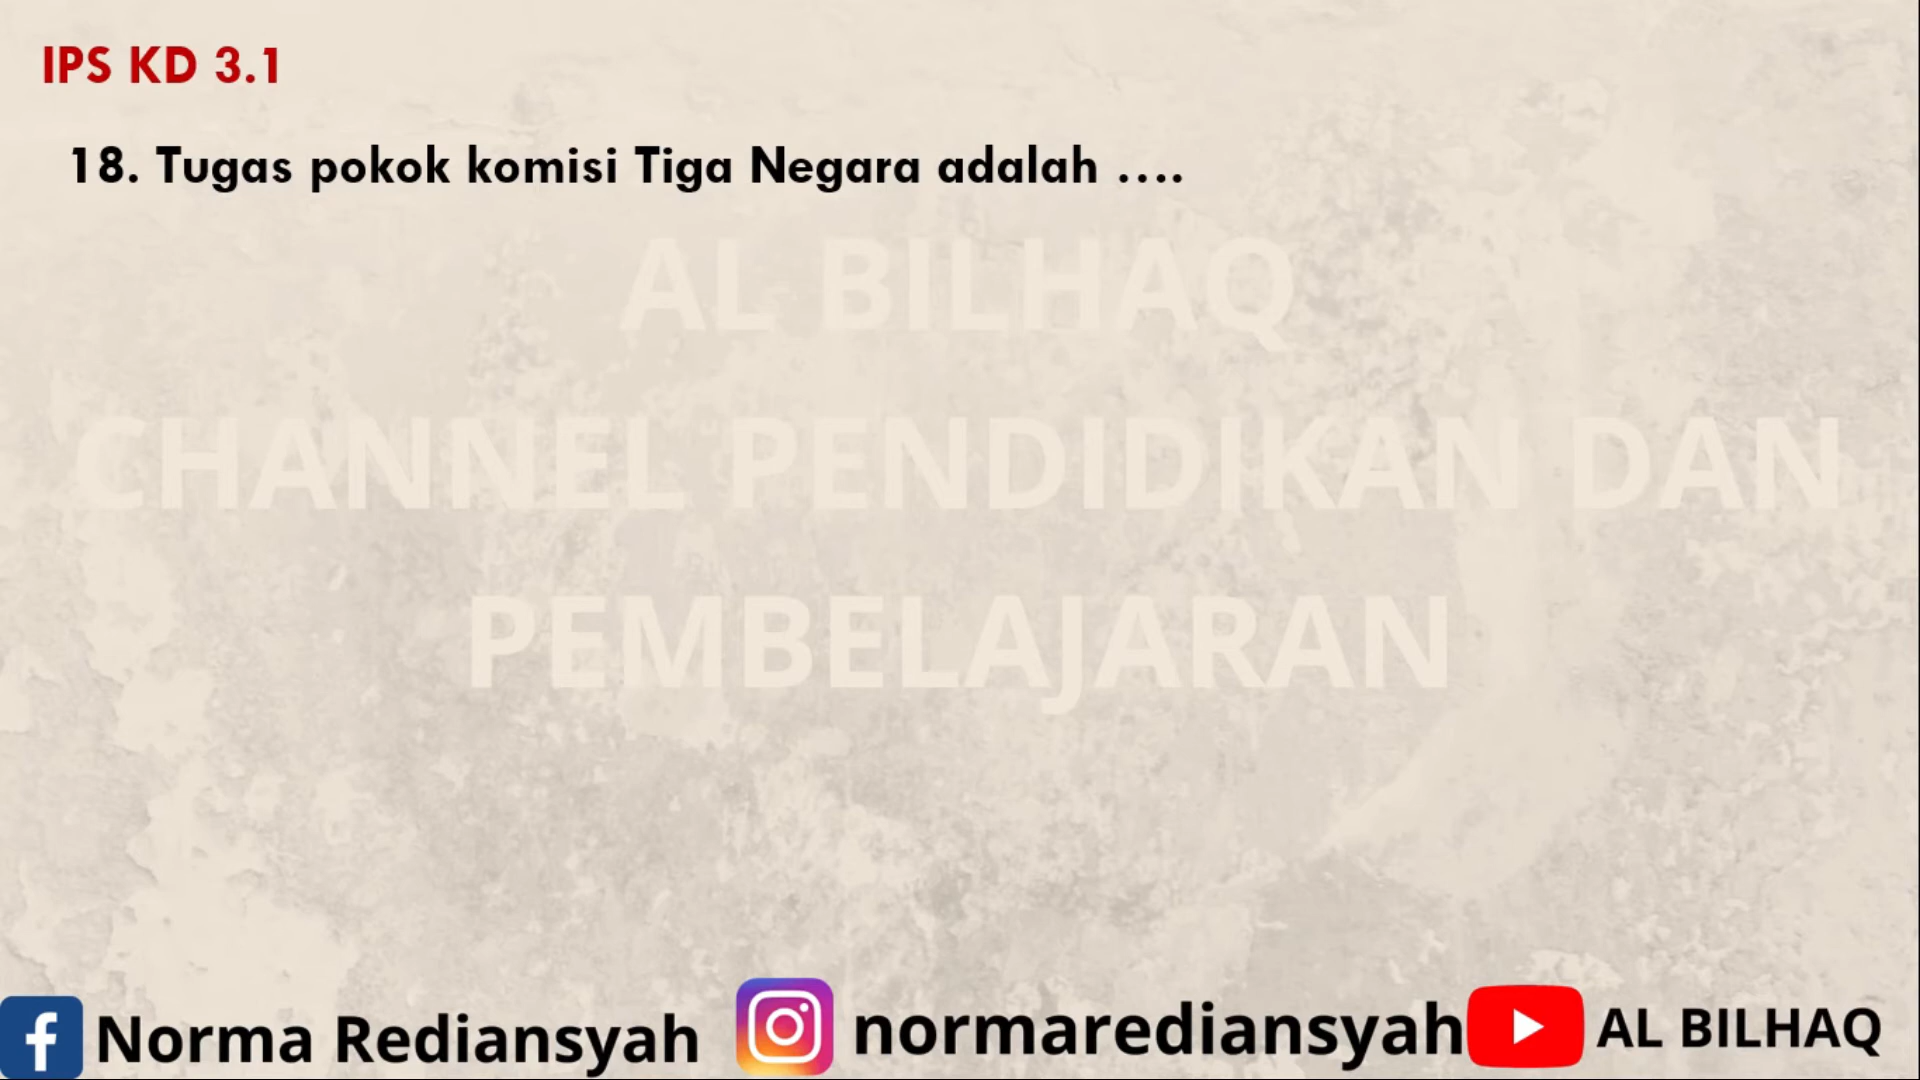 IPS KD 3.1
18. Tugas pokok komisi Tiga Negara adalah ....
AL BILHAQ
CHANNEL PENDIDIKAN DAN
PEMBELAJARAN
Norma Rediansyah normarediansyah AL BILHAQ